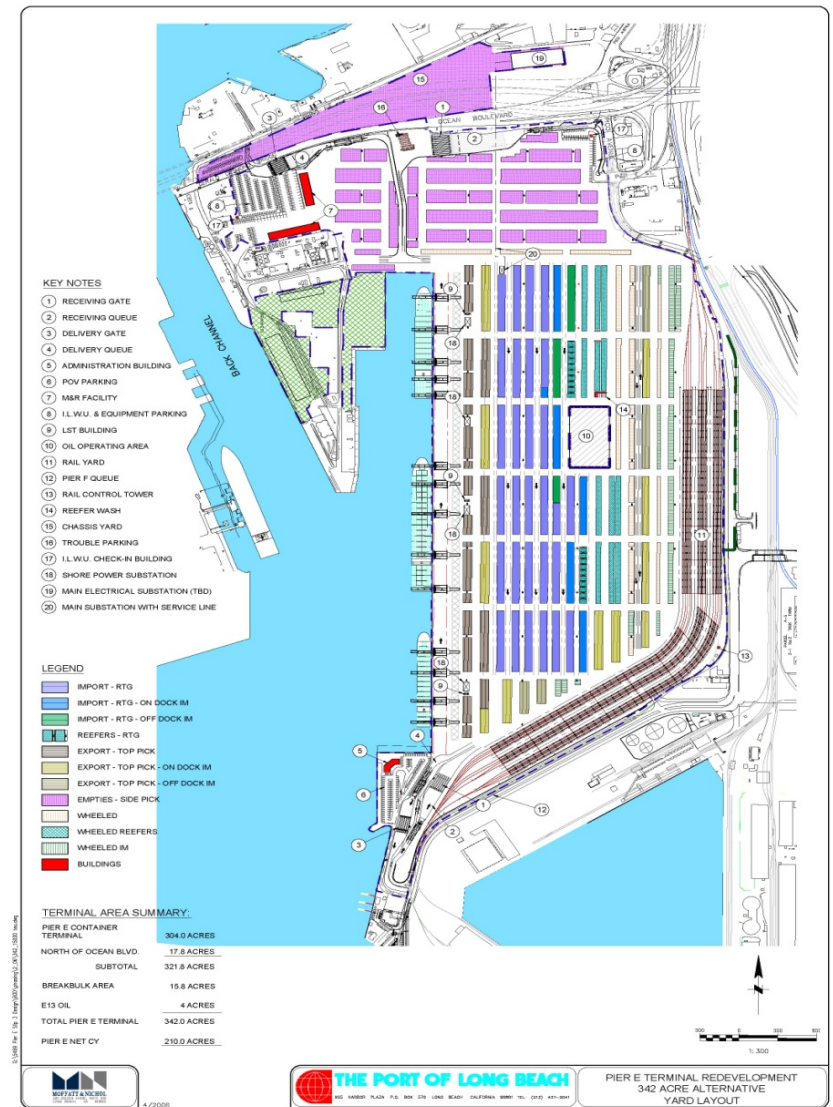 OCEAN BOULEVARD
BACK CHANNEL
KEY NOTES
1 RECEIVING GATE
2 RECEIVING QUEUE
3 DELIVERY GATE
4 DELIVERY QUEUE
5 ADMINISTRATION BUILDING
6 POV PARKING
7 M&R FACILITY
8 I.L.W.U. & EQUIPMENT PARKING
9 LST BUILDING
10 OIL OPERATING AREA
11 RAIL YARD
12 PIER F QUEUE
13 RAIL CONTROL TOWER
14 REEFER WASH
15 CHASSIS YARD
16 TROUBLE PARKING
17 I.L.W.U. CHECK-IN BUILDING
18 SHORE POWER SUBSTATION
19 MAIN ELECTRICAL SUBSTATION (TBD)
20 MAIN SUBSTATION WITH SERVICE LINE
LEGEND
IMPORT - RTG
IMPORT - RTG - ON DOCK IM
IMPORT - RTG - OFF DOCK IM
REEFERS - RTG
EXPORT - TOP PICK
EXPORT - TOP PICK - ON DOCK IM
EXPORT - TOP PICK - OFF DOCK IM
EMPTIES - SIDE PICK
WHEELED
WHEELED REEFERS
WHEELED IM
BUILDINGS
TERMINAL AREA SUMMARY:
PIER E CONTAINER
TERMINAL 304.0 ACRES
NORTH OF OCEAN BLVD. 17.8 ACRES
SUBTOTAL 321.8 ACRES
BREAKBULK AREA 15.8 ACRES
E13 OIL 4 ACRES
TOTAL PIER E TERMINAL 342.0 ACRES
PIER E NET CY 210.0 ACRES
N
1: 300
MOFFATT & NICHOL
4/2005
THE PORT OF LONG BEACH
PIER E TERMINAL REDEVELOPMENT
342 ACRE ALTERNATIVE
YARD LAYOUT